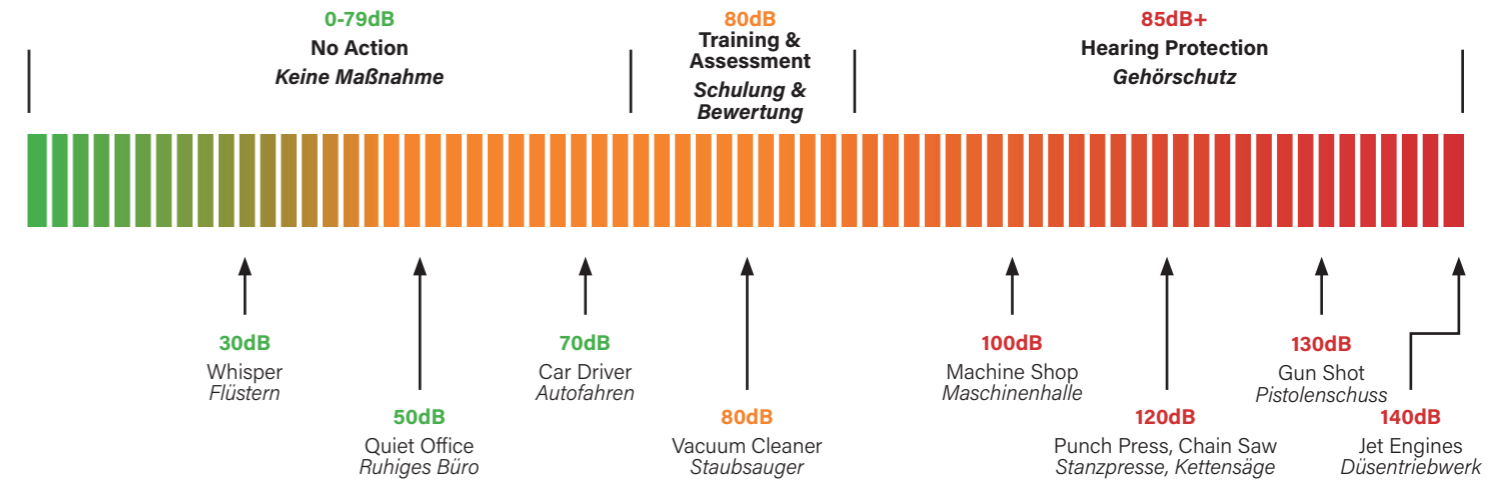 0-79dB
No Action
Keine Maßnahme
80dB
Training &
Assessment
Schulung &
Bewertung
85dB+
Hearing Protection
Gehörschutz
30dB
Whisper
Flüstern
50dB
Quiet Office
Ruhiges Büro
70dB
Car Driver
Autofahren
80dB
Vacuum Cleaner
Staubsauger
100dB
Machine Shop
Maschinenhalle
120dB
Punch Press, Chain Saw
Stanzpresse, Kettensäge
130dB
Gun Shot
Pistolenschuss
140dB
Jet Engines
Düsentriebwerk